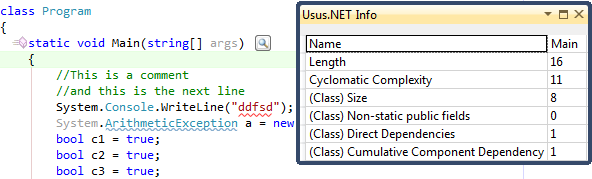 class Program
{
static void Main(string[] args)
{
//This is a comment
//and this is the next line
System.Console.WriteLine("ddfsd");
System.ArithmeticException a = new
bool c1 = true;
bool c2 = true;
bool c3 = true;
Usus.NET Info
Name Main
Length 16
Cyclomatic Complexity 11
(Class) Size 8
(Class) Non-static public fields 0
(Class) Direct Dependencies 1
(Class) Cumulative Component Dependency 1